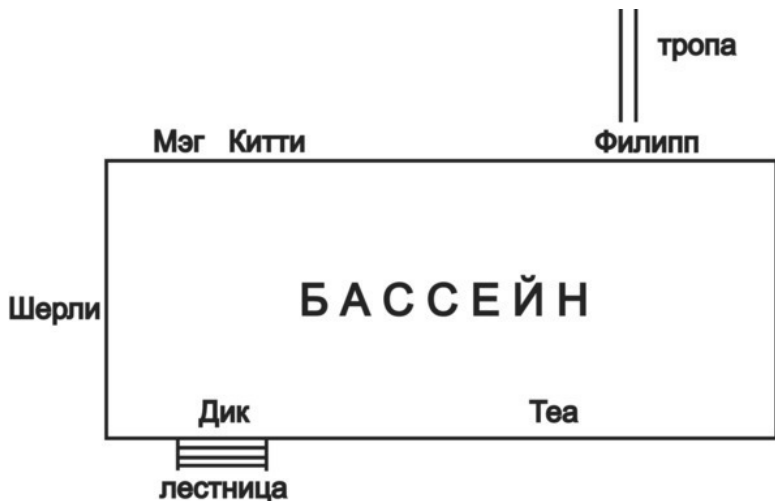 тропа
Мэг Китти Филипп
Шерли БАССЕЙН
Дик Теа
лестница